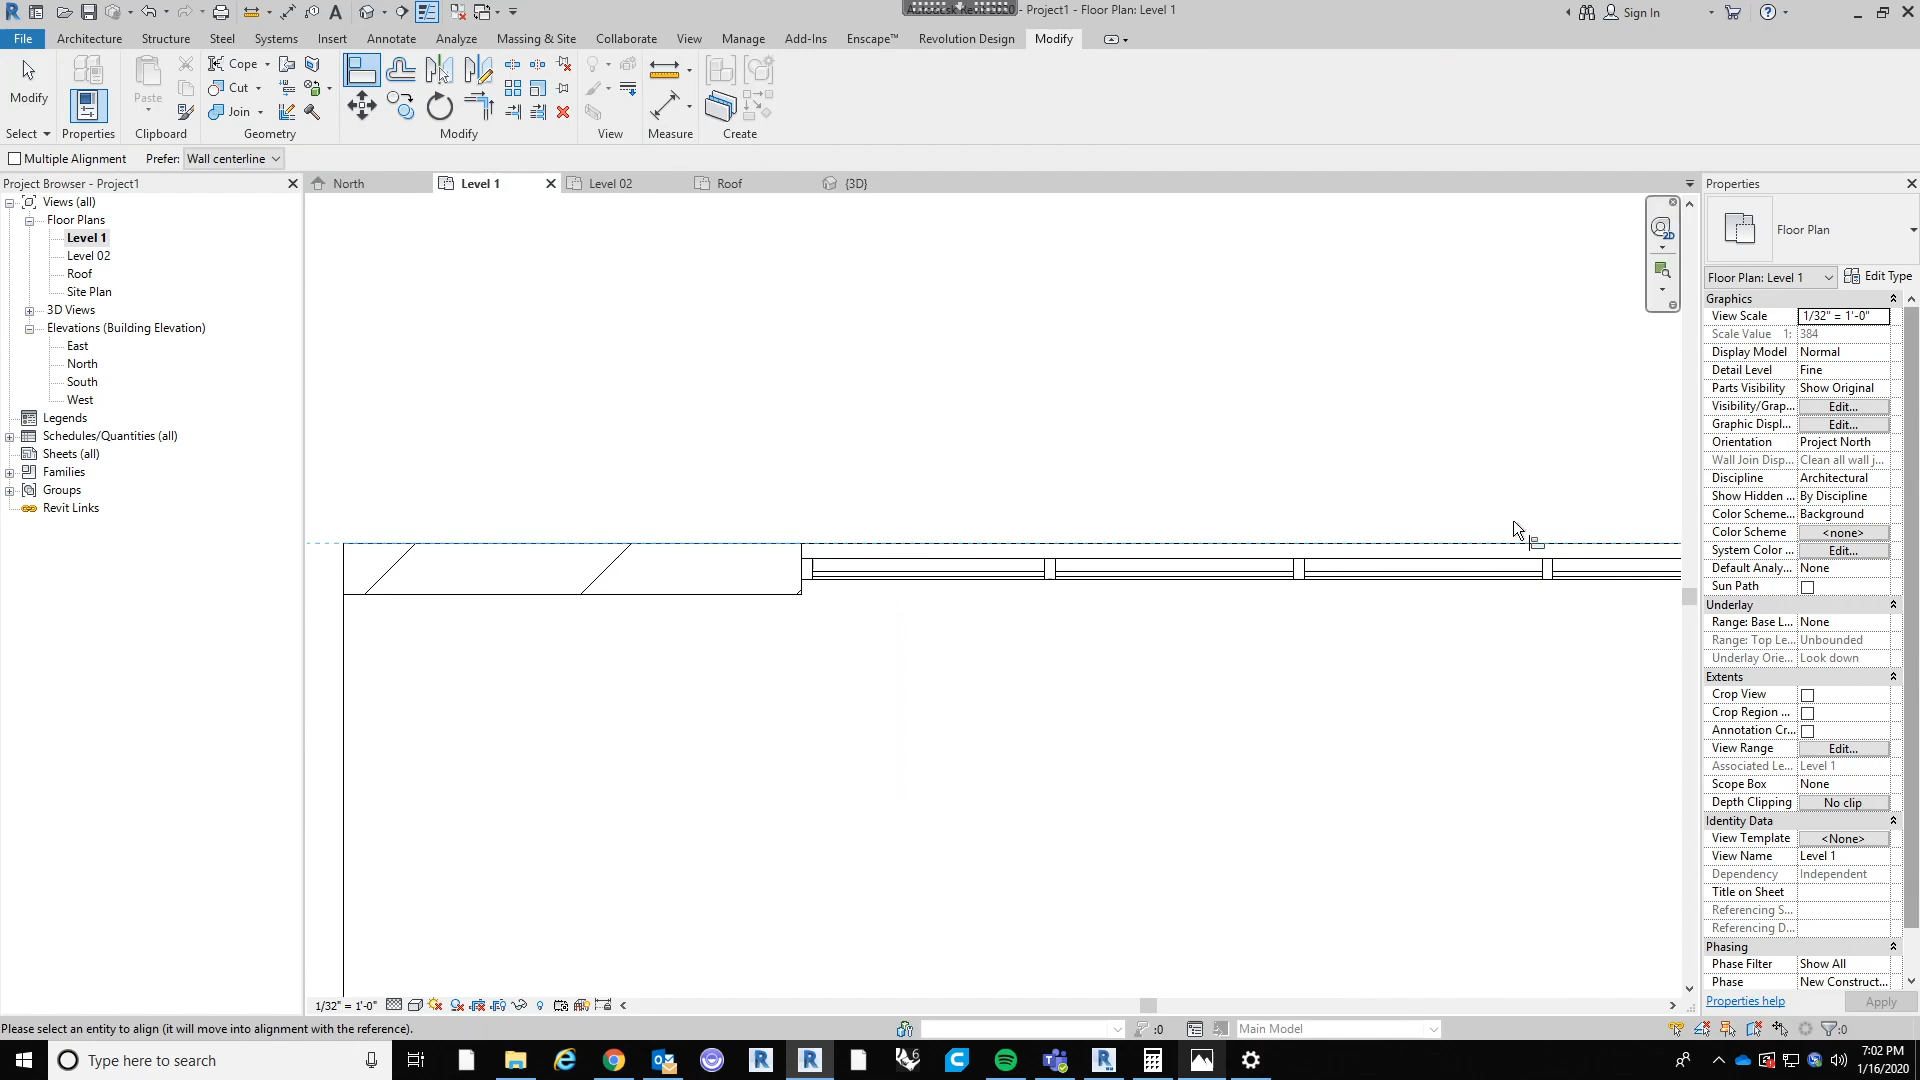 - Project1 - Floor Plan: Level 1
Sign In
File
Architecture
Structure
Steel
Systems
Insert
Annotate
Analyze
Massing & Site
Collaborate
View
Manage
Add-Ins
Enscape™
Revolution Design
Modify
Modify
Properties
Paste
Cope
Cut
Join
Select
Properties
Clipboard
Geometry
Modify
View
Measure
Create
Multiple Alignment
Prefer:
Wall centerline
Project Browser - Project1
Views (all)
Floor Plans
Level 1
Level 02
Roof
Site Plan
3D Views
Elevations (Building Elevation)
East
North
South
West
Legends
Schedules/Quantities (all)
Sheets (all)
Families
Groups
Revit Links
North
Level 1
Level 02
Roof
{3D}
2D
Properties
Floor Plan
Floor Plan: Level 1
Edit Type
Graphics
View Scale 1/32" = 1'-0"
Scale Value 1: 384
Display Model Normal
Detail Level Fine
Parts Visibility Show Original
Visibility/Grap... Edit...
Graphic Displ... Edit...
Orientation Project North
Wall Join Disp... Clean all wall j...
Discipline Architectural
Show Hidden ... By Discipline
Color Scheme... Background
Color Scheme <none>
System Color ... Edit...
Default Analy... None
Sun Path
Underlay
Range: Base L... None
Range: Top Le... Unbounded
Underlay Orie... Look down
Extents
Crop View
Crop Region ...
Annotation Cr...
View Range Edit...
Associated Le... Level 1
Scope Box None
Depth Clipping No clip
Identity Data
View Template <None>
View Name Level 1
Dependency Independent
Title on Sheet
Referencing S...
Referencing D...
Phasing
Phase Filter Show All
Phase New Construct...
Properties help
Apply
1/32" = 1'-0"
Please select an entity to align (it will move into alignment with the reference).
:0
Main Model
:0
Type here to search
7:02 PM
1/16/2020